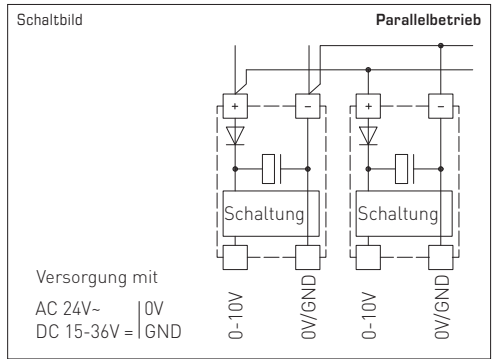 Schaltbild
Parallelbetrieb
+
–
+
–
Schaltung
Schaltung
Versorgung mit
AC 24V~ | 0V
DC 15-36V = | GND
0-10V
0V/GND
0-10V
0V/GND